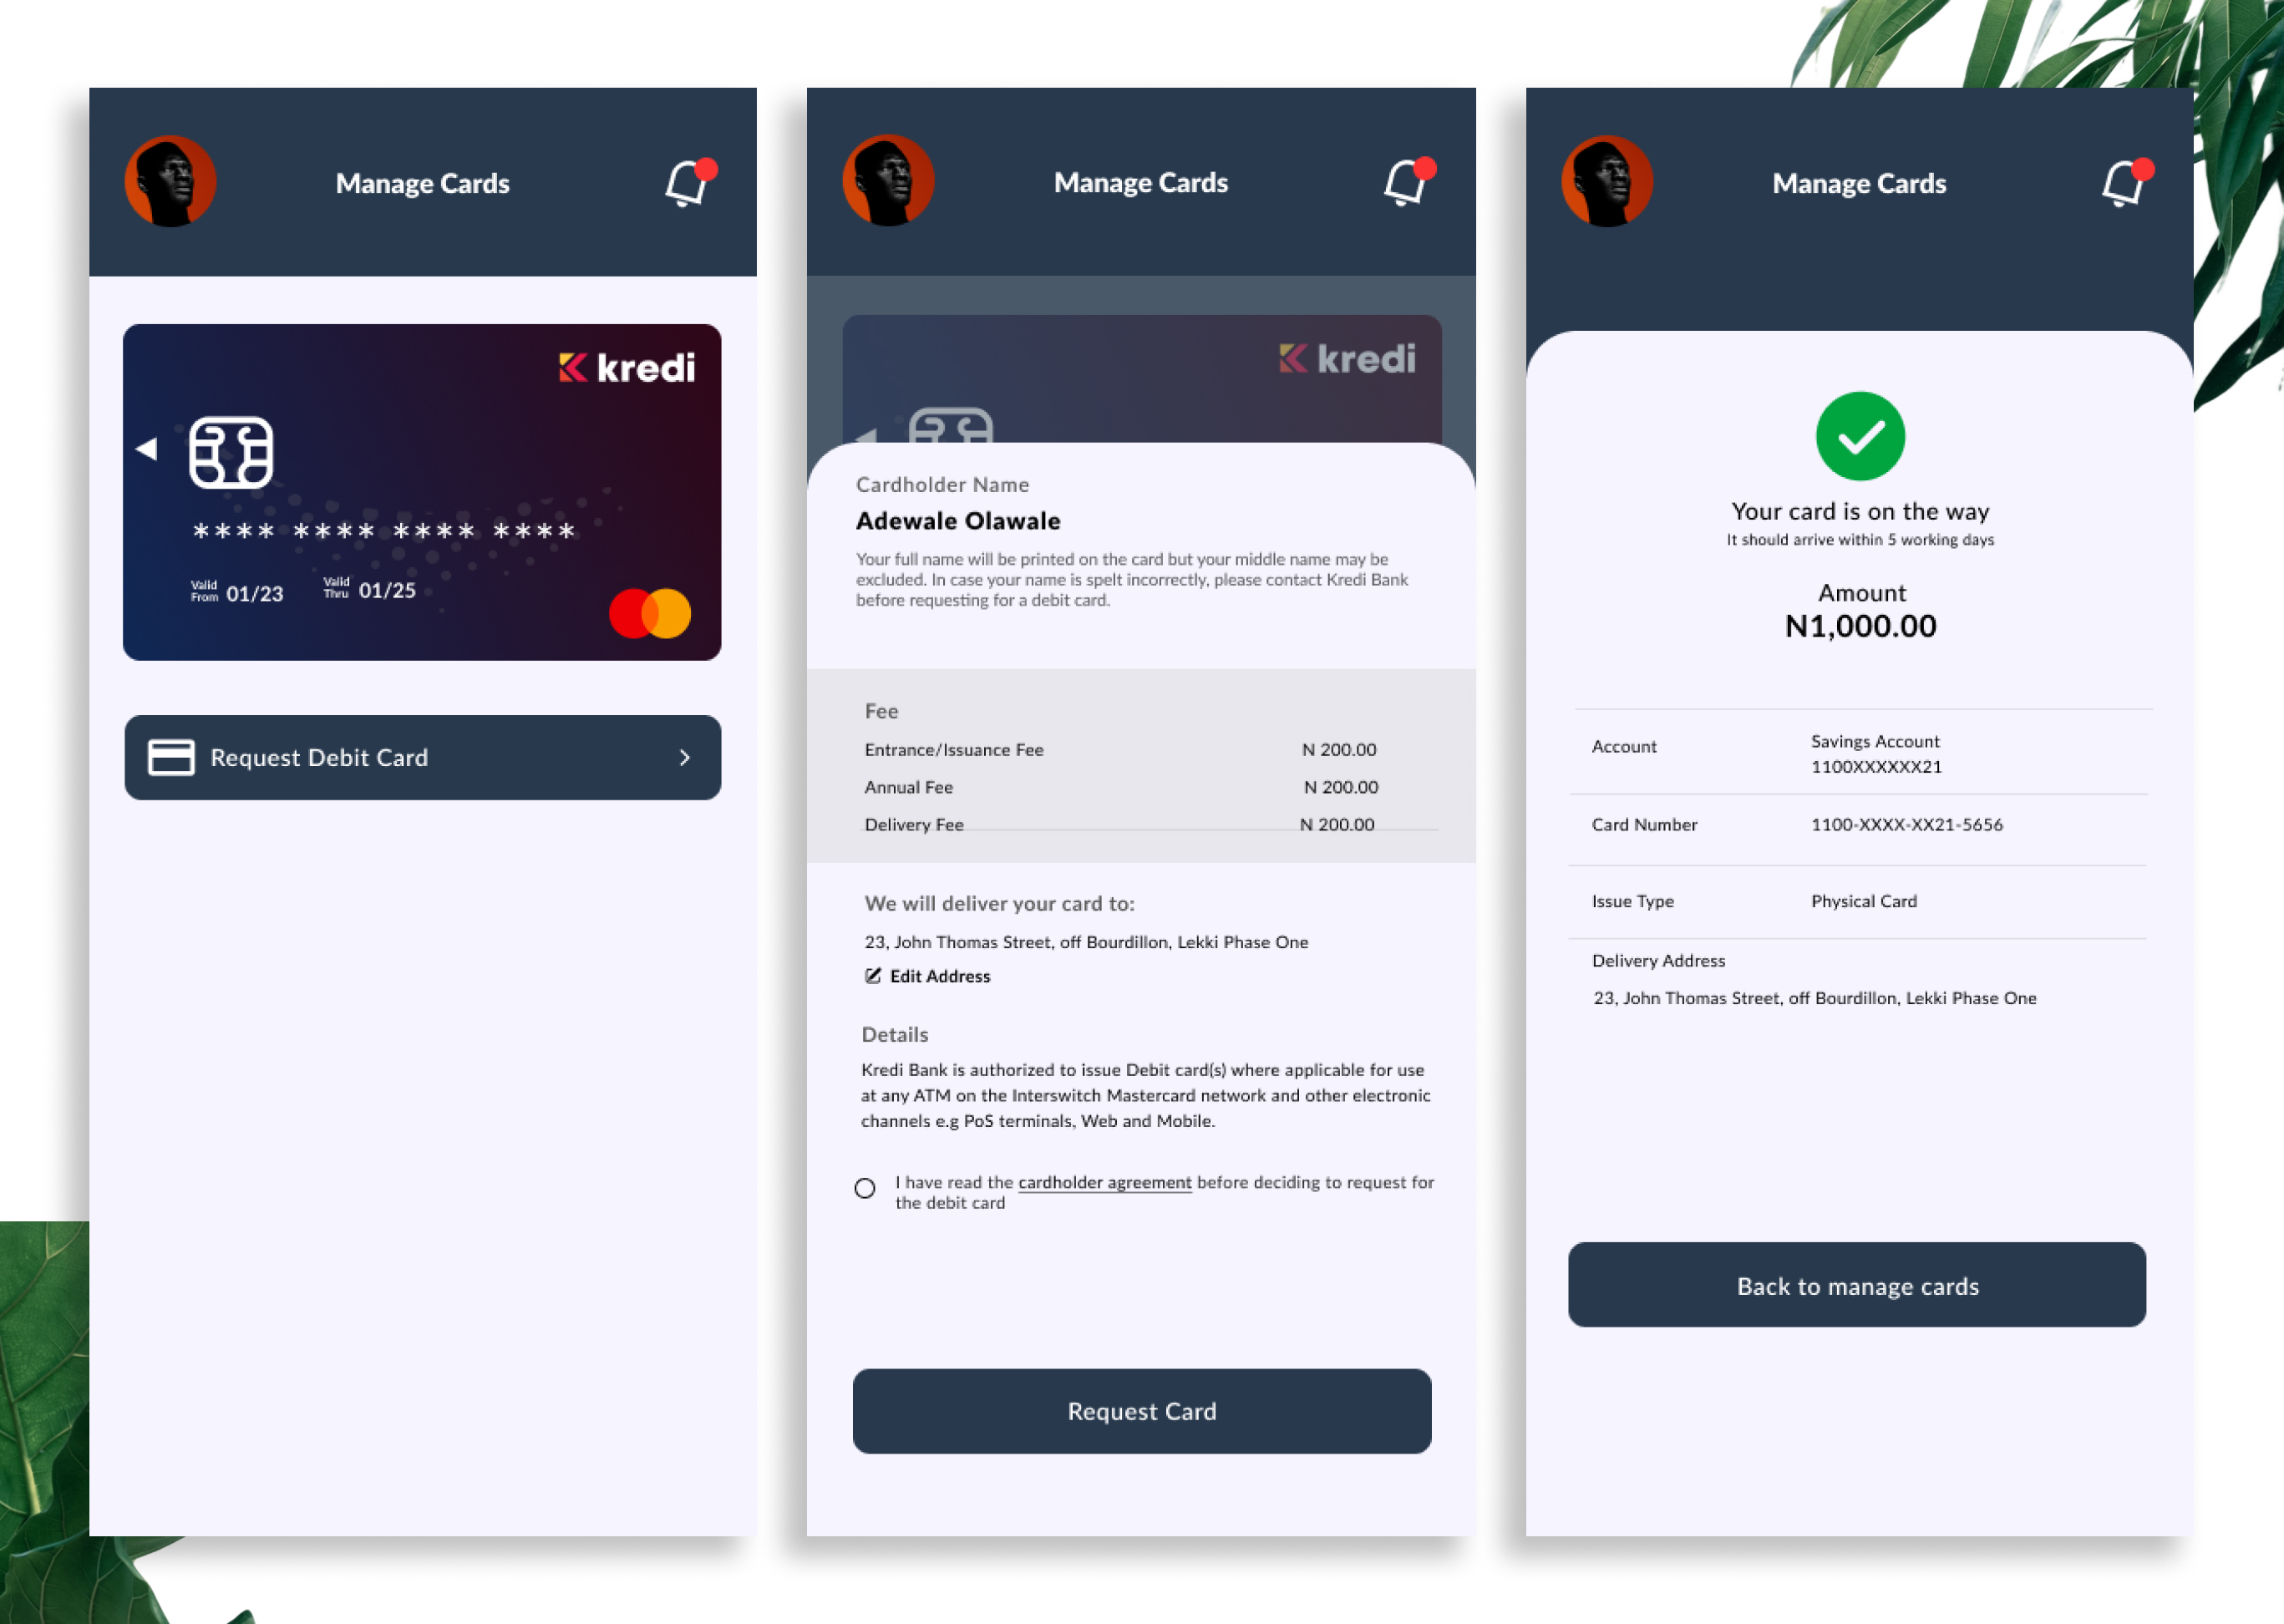 Manage Cards
kredi
**** **** **** ****
Valid From 01/23 Valid Thru 01/25
Request Debit Card
Manage Cards
kredi
Cardholder Name
Adewale Olawale
Your full name will be printed on the card but your middle name may be
excluded. In case your name is spelt incorrectly, please contact Kredi Bank
before requesting for a debit card.
Fee
Entrance/Issuance Fee N 200.00
Annual Fee N 200.00
Delivery Fee N 200.00
We will deliver your card to:
23, John Thomas Street, off Bourdillon, Lekki Phase One
Edit Address
Details
Kredi Bank is authorized to issue Debit card(s) where applicable for use
at any ATM on the Interswitch Mastercard network and other electronic
channels e.g PoS terminals, Web and Mobile.
I have read the cardholder agreement before deciding to request for
the debit card
Request Card
Manage Cards
Your card is on the way
It should arrive within 5 working days
Amount
N1,000.00
Account Savings Account
1100XXXXXX21
Card Number 1100-XXXX-XX21-5656
Issue Type Physical Card
Delivery Address
23, John Thomas Street, off Bourdillon, Lekki Phase One
Back to manage cards